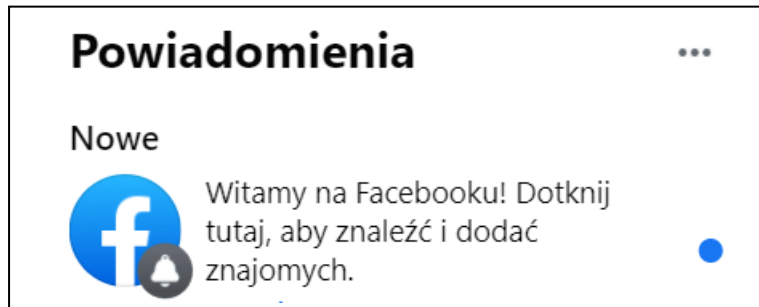 Powiadomienia
Nowe
Witamy na Facebooku! Dotknij
tutaj, aby znaleźć i dodać
znajomych.